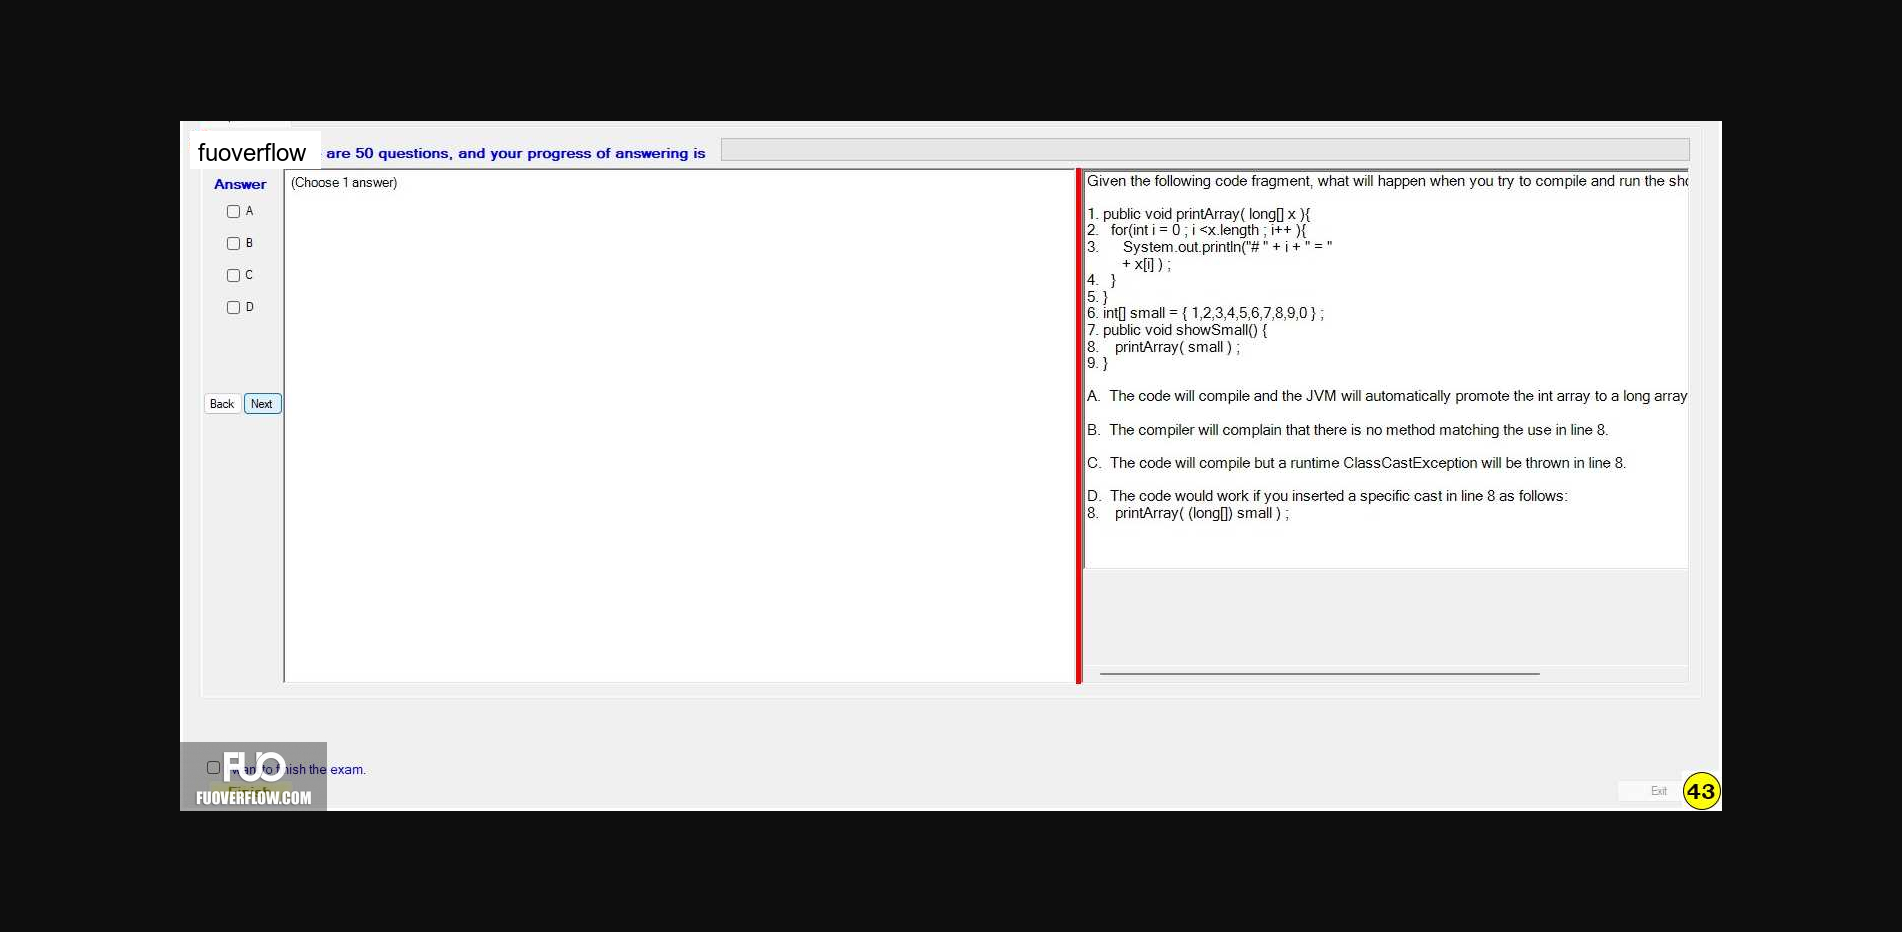 fuoverflow are 50 questions, and your progress of answering is
Answer
A
B
C
D
Back Next
(Choose 1 answer)
Given the following code fragment, what will happen when you try to compile and run the
1. public void printArray( long[] x ){
2. for(int i = 0 ; i <x.length ; i++ ){
3. System.out.println("# " + i + " = "
+ x[i] ) ;
4. }
5. }
6. int[] small = { 1,2,3,4,5,6,7,8,9,0 } ;
7. public void showSmall() {
8. printArray( small ) ;
9. }
A. The code will compile and the JVM will automatically promote the int array to a long array
B. The compiler will complain that there is no method matching the use in line 8.
C. The code will compile but a runtime ClassCastException will be thrown in line 8.
D. The code would work if you inserted a specific cast in line 8 as follows:
8. printArray( (long[]) small ) ;
FUO
want to finish the exam.
Finish
FUOVERFLOW.COM
Exit
43